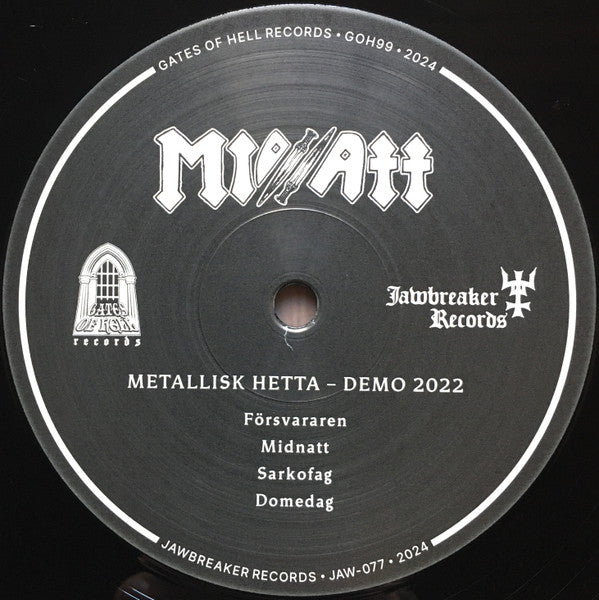 GATES OF HELL RECORDS • GOH99 • 2024
MIDNAtt
GATES
OF HELL
records
Jawbreaker
Records
METALLISK HETTA – DEMO 2022
Försvararen
Midnatt
Sarkofag
Domedag
JAWBREAKER RECORDS • JAW-077 • 2024